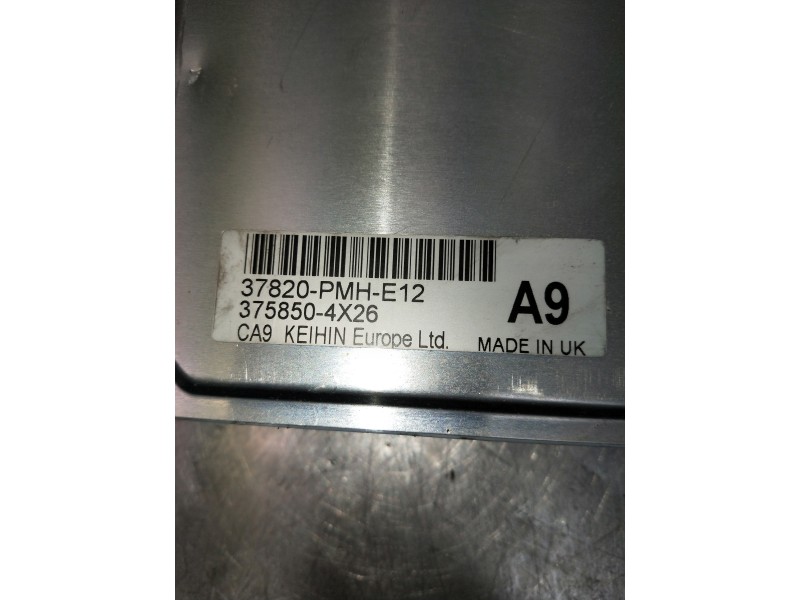 37820-PMH-E12
375850-4X26
A9
CA9 KEIHIN Europe Ltd.
MADE IN UK